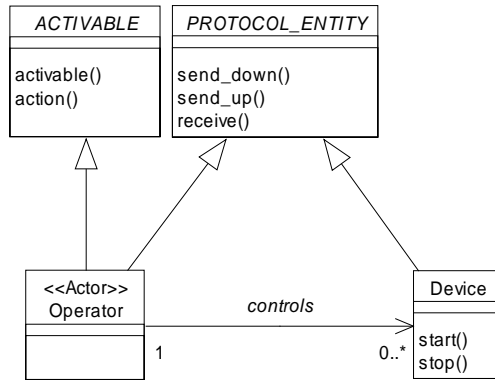 ACTIVABLE
activable()
action()
PROTOCOL_ENTITY
send_down()
send_up()
receive()
<<Actor>>
Operator
controls
1
0..*
Device
start()
stop()